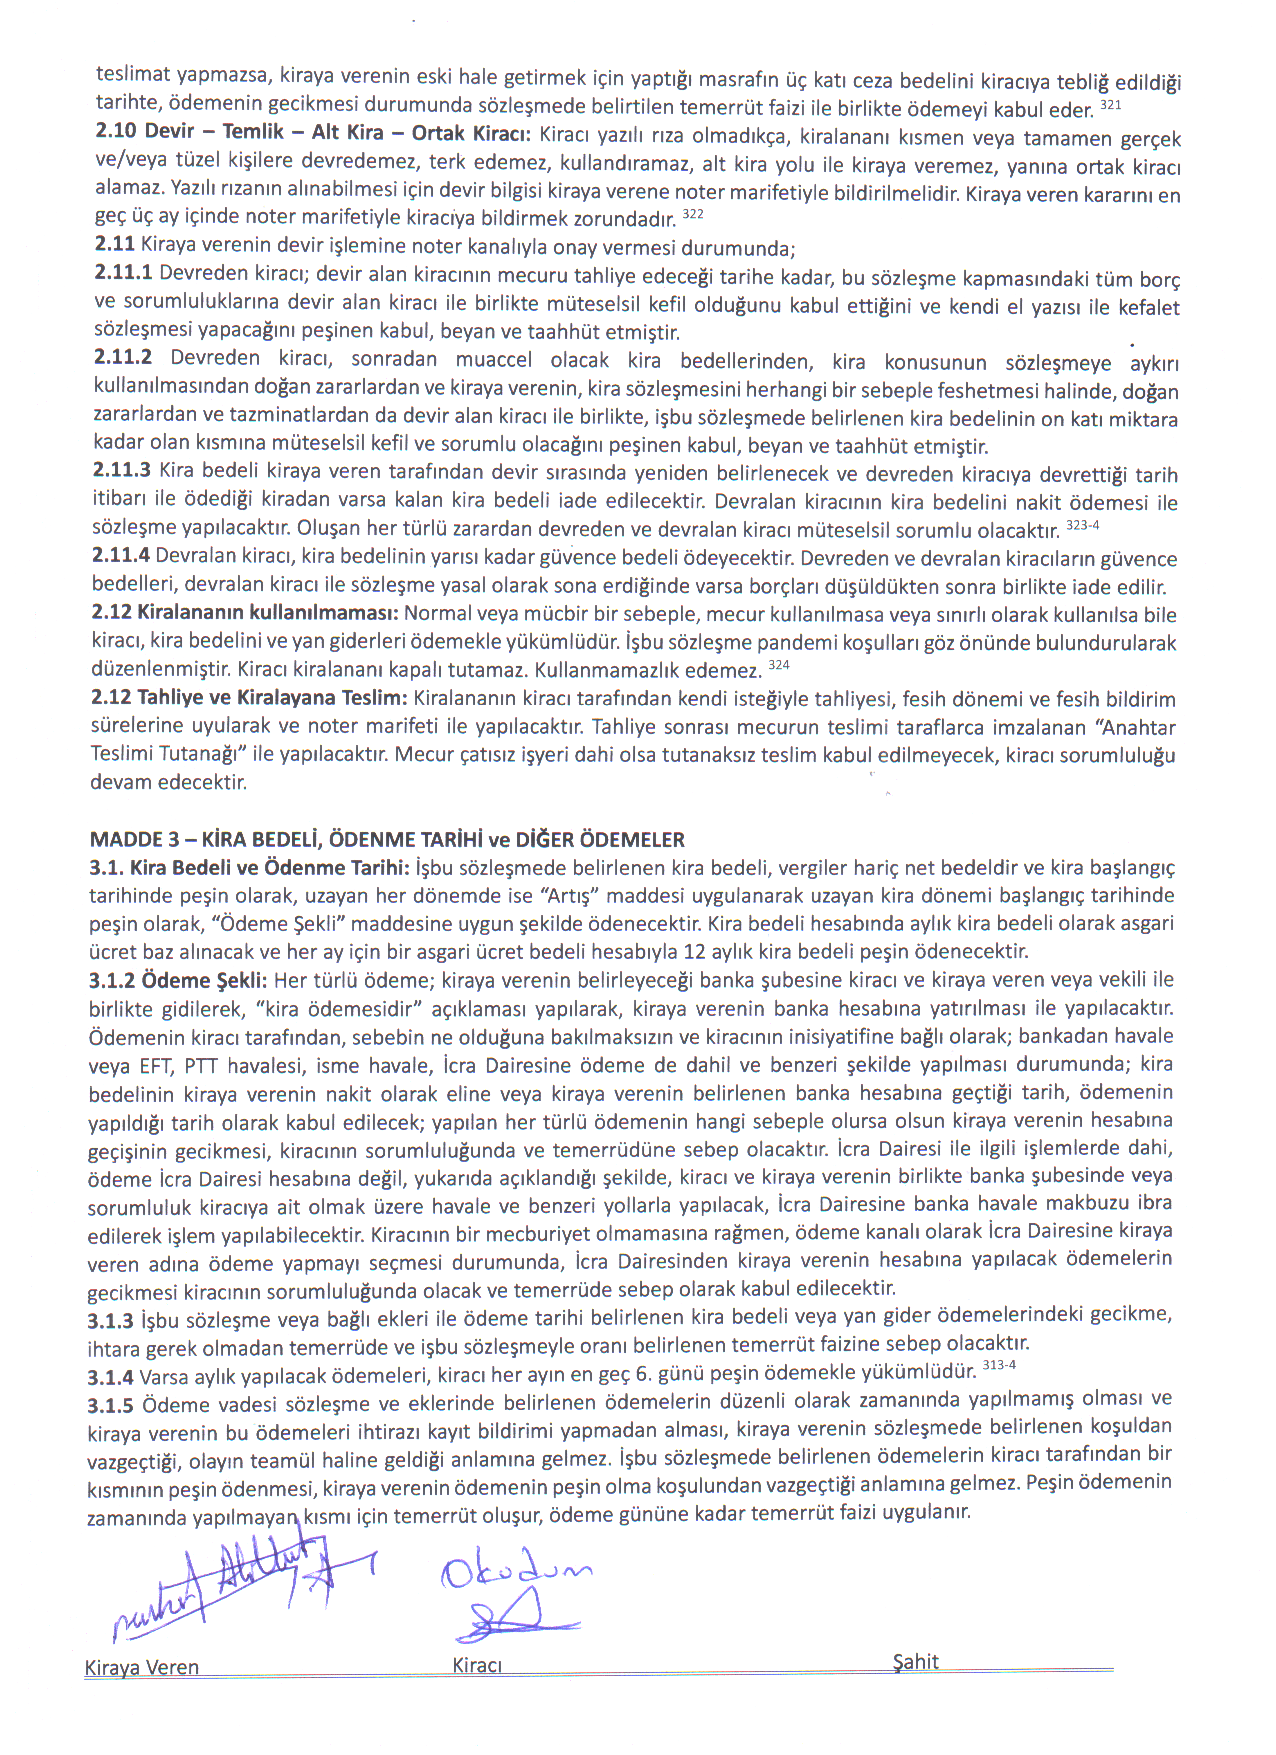 teslimat yapmazsa, kiraya verenin eski hale getirmek için yaptığı masrafın üç katı ceza bedelini kiracıya tebliğ edildiği
tarihte, ödemenin gecikmesi durumunda sözleşmede belirtilen temerrüt faizi ile birlikte ödemeyi kabul eder. 321
2.10 Devir – Temlik – Alt Kira – Ortak Kiracı: Kiracı yazılı rıza olmadıkça, kiralananı kısmen veya tamamen gerçek
ve/veya tüzel kişilere devredemez, terk edemez, kullandıramaz, alt kira yolu ile kiraya veremez, yanına ortak kiracı
alamaz. Yazılı rızanın alınabilmesi için devir bilgisi kiraya verene noter marifetiyle bildirilmelidir. Kiraya veren kararını en
geç üç ay içinde noter marifetiyle kiracıya bildirmek zorundadır. 322
2.11 Kiraya verenin devir işlemine noter kanalıyla onay vermesi durumunda;
2.11.1 Devreden kiracı; devir alan kiracının mecuru tahliye edeceği tarihe kadar, bu sözleşme kapmasındaki tüm borç
ve sorumluluklarına devir alan kiracı ile birlikte müteselsil kefil olduğunu kabul ettiğini ve kendi el yazısı ile kefalet
sözleşmesi yapacağını peşinen kabul, beyan ve taahhüt etmiştir.
2.11.2 Devreden kiracı, sonradan muaccel olacak kira bedellerinden, kira konusunun sözleşmeye aykırı
kullanılmasından doğan zararlardan ve kiraya verenin, kira sözleşmesini herhangi bir sebeple feshetmesi halinde, doğan
zararlardan ve tazminatlardan da devir alan kiracı ile birlikte, işbu sözleşmede belirlenen kira bedelinin on katı miktara
kadar olan kısmına müteselsil kefil ve sorumlu olacağını peşinen kabul, beyan ve taahhüt etmiştir.
2.11.3 Kira bedeli kiraya veren tarafından devir sırasında yeniden belirlenecek ve devreden kiracıya devrettiği tarih
itibarı ile ödediği kiradan varsa kalan kira bedeli iade edilecektir. Devralan kiracının kira bedelini nakit ödemesi ile
sözleşme yapılacaktır. Oluşan her türlü zarardan devreden ve devralan kiracı müteselsil sorumlu olacaktır. 323-4
2.11.4 Devralan kiracı, kira bedelinin yarısı kadar güvence bedeli ödeyecektir. Devreden ve devralan kiracıların güvence
bedelleri, devralan kiracı ile sözleşme yasal olarak sona erdiğinde varsa borçları düşüldükten sonra birlikte iade edilir.
2.12 Kiralananın kullanılmaması: Normal veya mücbir bir sebeple, mecur kullanılmasa veya sınırlı olarak kullanılsa bile
kiracı, kira bedelini ve yan giderleri ödemekle yükümlüdür. İşbu sözleşme pandemi koşulları göz önünde bulundurularak
düzenlenmiştir. Kiracı kiralananı kapalı tutamaz. Kullanmamazlık edemez. 324
2.12 Tahliye ve Kiralayana Teslim: Kiralananın kiracı tarafından kendi isteğiyle tahliyesi, fesih dönemi ve fesih bildirim
sürelerine uyularak ve noter marifeti ile yapılacaktır. Tahliye sonrası mecurun teslimi taraflarca imzalanan "Anahtar
Teslimi Tutanağı" ile yapılacaktır. Mecur çatısız işyeri dahi olsa tutanaksız teslim kabul edilmeyecek, kiracı sorumluluğu
devam edecektir.
MADDE 3 – KİRA BEDELİ, ÖDENME TARİHİ ve DİĞER ÖDEMELER
3.1. Kira Bedeli ve Ödenme Tarihi: İşbu sözleşmede belirlenen kira bedeli, vergiler hariç net bedeldir ve kira başlangıç
tarihinde peşin olarak, uzayan her dönemde ise "Artış" maddesi uygulanarak uzayan kira dönemi başlangıç tarihinde
peşin olarak, "Ödeme Şekli" maddesine uygun şekilde ödenecektir. Kira bedeli hesabında aylık kira bedeli olarak asgari
ücret baz alınacak ve her ay için bir asgari ücret bedeli hesabıyla 12 aylık kira bedeli peşin ödenecektir.
3.1.2 Ödeme Şekli: Her türlü ödeme; kiraya verenin belirleyeceği banka şubesine kiracı ve kiraya veren veya vekili ile
birlikte gidilerek, "kira ödemesidir" açıklaması yapılarak, kiraya verenin banka hesabına yatırılması ile yapılacaktır.
Ödemenin kiracı tarafından, sebebin ne olduğuna bakılmaksızın ve kiracının inisiyatifine bağlı olarak; bankadan havale
veya EFT, PTT havalesi, isme havale, İcra Dairesine ödeme de dahil ve benzeri şekilde yapılması durumunda; kira
bedelinin kiraya verenin nakit olarak eline veya kiraya verenin belirlenen banka hesabına geçtiği tarih, ödemenin
yapıldığı tarih olarak kabul edilecek; yapılan her türlü ödemenin hangi sebeple olursa olsun kiraya verenin hesabına
geçişinin gecikmesi, kiracının sorumluluğunda ve temerrüdüne sebep olacaktır. İcra Dairesi ile ilgili işlemlerde dahi,
ödeme İcra Dairesi hesabına değil, yukarıda açıklandığı şekilde, kiracı ve kiraya verenin birlikte banka şubesinde veya
sorumluluk kiracıya ait olmak üzere havale ve benzeri yollarla yapılacak, İcra Dairesine banka havale makbuzu ibra
edilerek işlem yapılabilecektir. Kiracının bir mecburiyet olmamasına rağmen, ödeme kanalı olarak İcra Dairesine kiraya
veren adına ödeme yapmayı seçmesi durumunda, İcra Dairesinden kiraya verenin hesabına yapılacak ödemelerin
gecikmesi kiracının sorumluluğunda olacak ve temerrüde sebep olarak kabul edilecektir.
3.1.3 İşbu sözleşme veya bağlı ekleri ile ödeme tarihi belirlenen kira bedeli veya yan gider ödemelerindeki gecikme,
ihtara gerek olmadan temerrüde ve işbu sözleşmeyle oranı belirlenen temerrüt faizine sebep olacaktır.
3.1.4 Varsa aylık yapılacak ödemeleri, kiracı her ayın en geç 6. günü peşin ödemekle yükümlüdür. 313-4
3.1.5 Ödeme vadesi sözleşme ve eklerinde belirlenen ödemelerin düzenli olarak zamanında yapılmamış olması ve
kiraya verenin bu ödemeleri ihtirazı kayıt bildirimi yapmadan alması, kiraya verenin sözleşmede belirlenen koşuldan
vazgeçtiği, olayın teamül haline geldiği anlamına gelmez. İşbu sözleşmede belirlenen ödemelerin kiracı tarafından bir
kısmının peşin ödenmesi, kiraya verenin ödemenin peşin olma koşulundan vazgeçtiği anlamına gelmez. Peşin ödemenin
zamanında yapılmayan kısmı için temerrüt oluşur, ödeme gününe kadar temerrüt faizi uygulanır.
Okudum
Kiraya Veren Kiracı Şahit